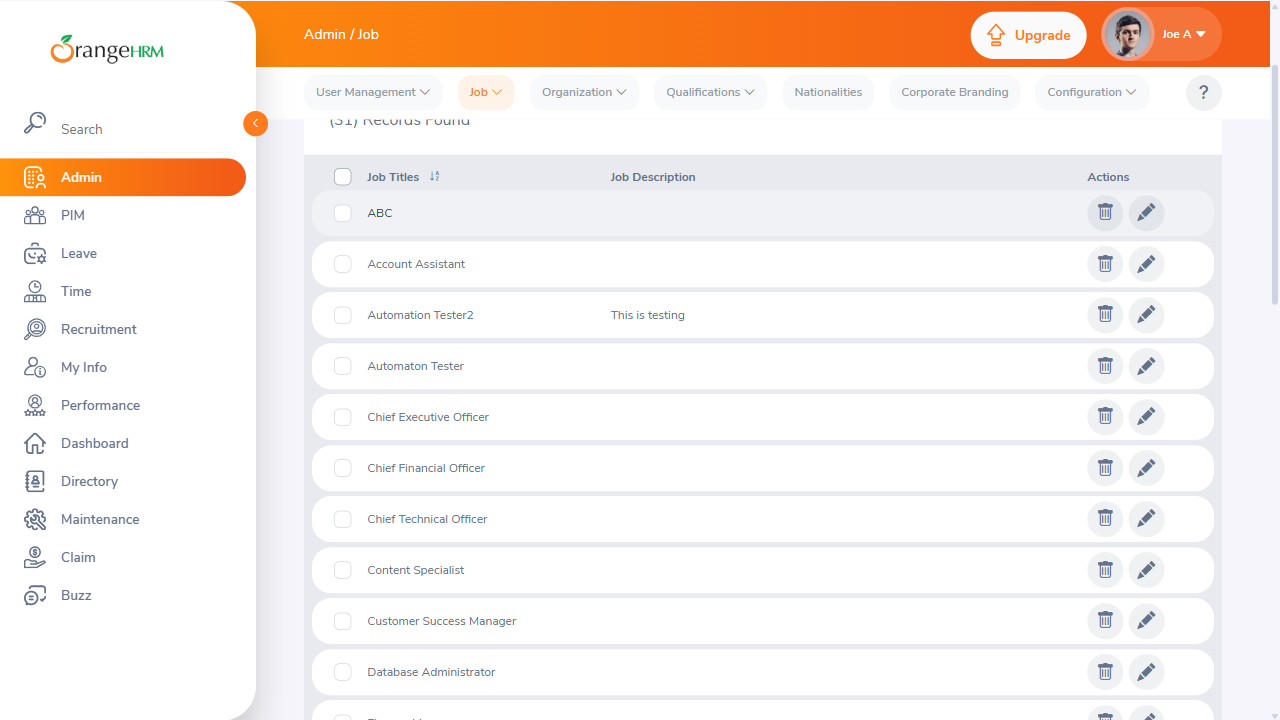 OrangeHRM
Admin / Job
Upgrade
Joe A
User Management
Job
Organization
Qualifications
Nationalities
Corporate Branding
Configuration
?
Search
Admin
PIM
Leave
Time
Recruitment
My Info
Performance
Dashboard
Directory
Maintenance
Claim
Buzz
(31) Records Found
Job Titles
Job Description
Actions
ABC
Account Assistant
Automation Tester2
This is testing
Automaton Tester
Chief Executive Officer
Chief Financial Officer
Chief Technical Officer
Content Specialist
Customer Success Manager
Database Administrator